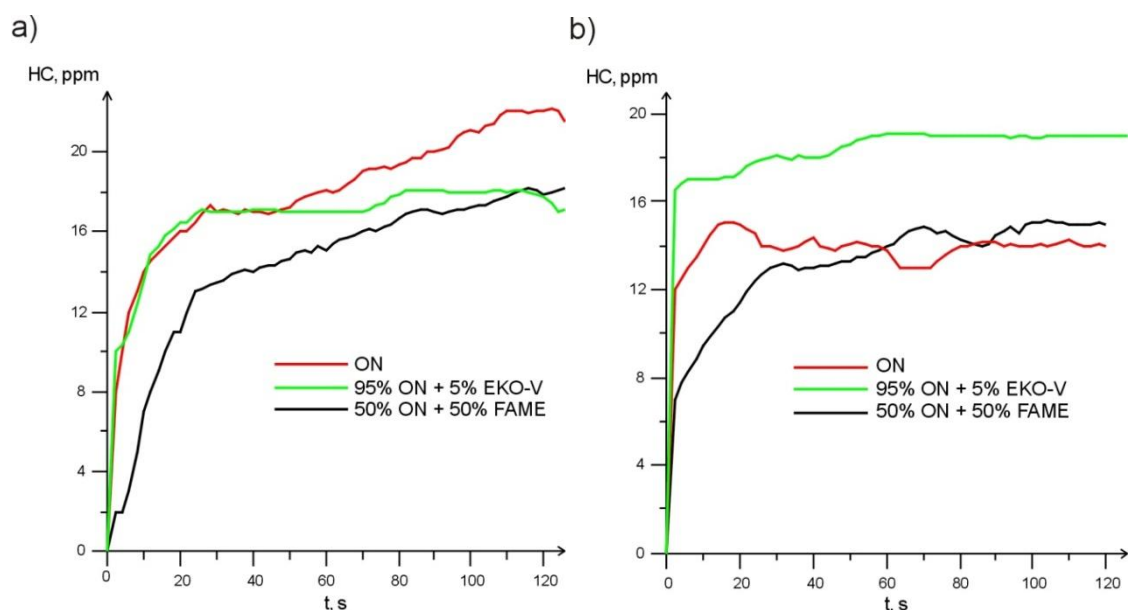 a)
HC, ppm
20
16
12
8
4
0
0 20 40 60 80 100 120
t, s
ON
95% ON + 5% EKO-V
50% ON + 50% FAME
b)
HC, ppm
20
16
12
8
4
0
0 20 40 60 80 100 120
t, s
ON
95% ON + 5% EKO-V
50% ON + 50% FAME